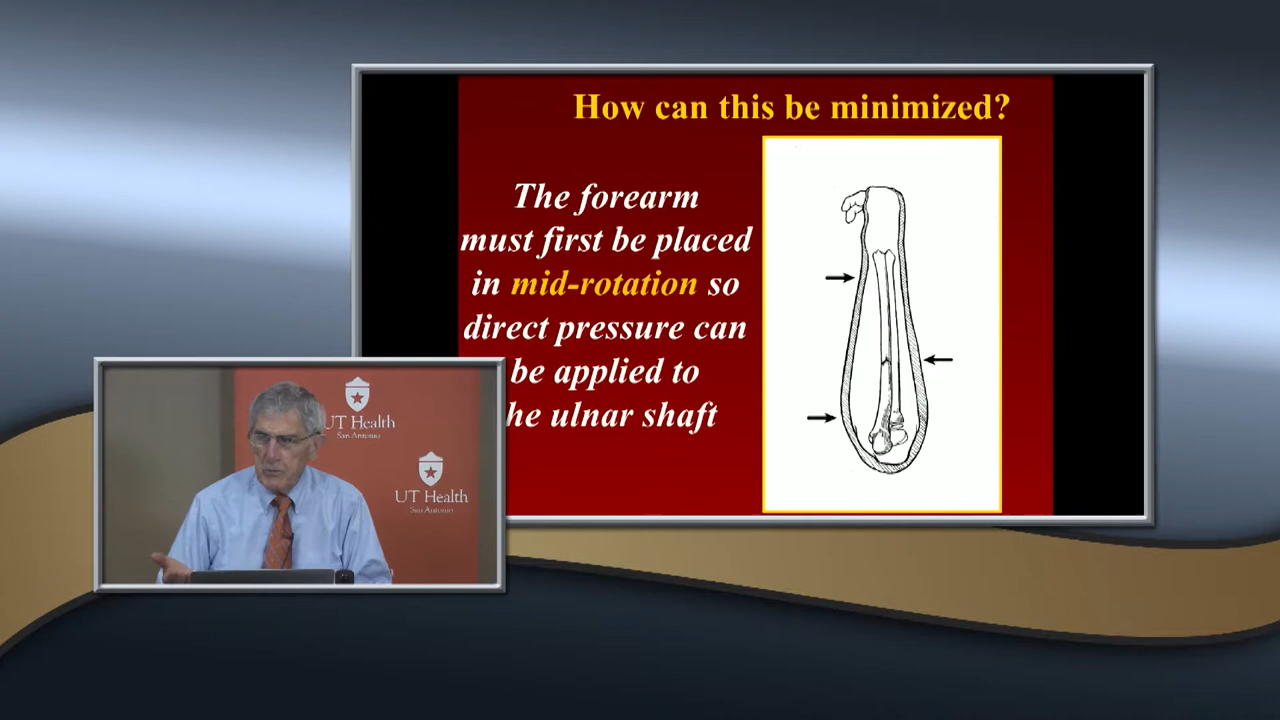 How can this be minimized?
The forearm
must first be placed
in mid-rotation so
direct pressure can
be applied to
he ulnar shaft
UT Health
San Antonio
UT Health
San Antonio